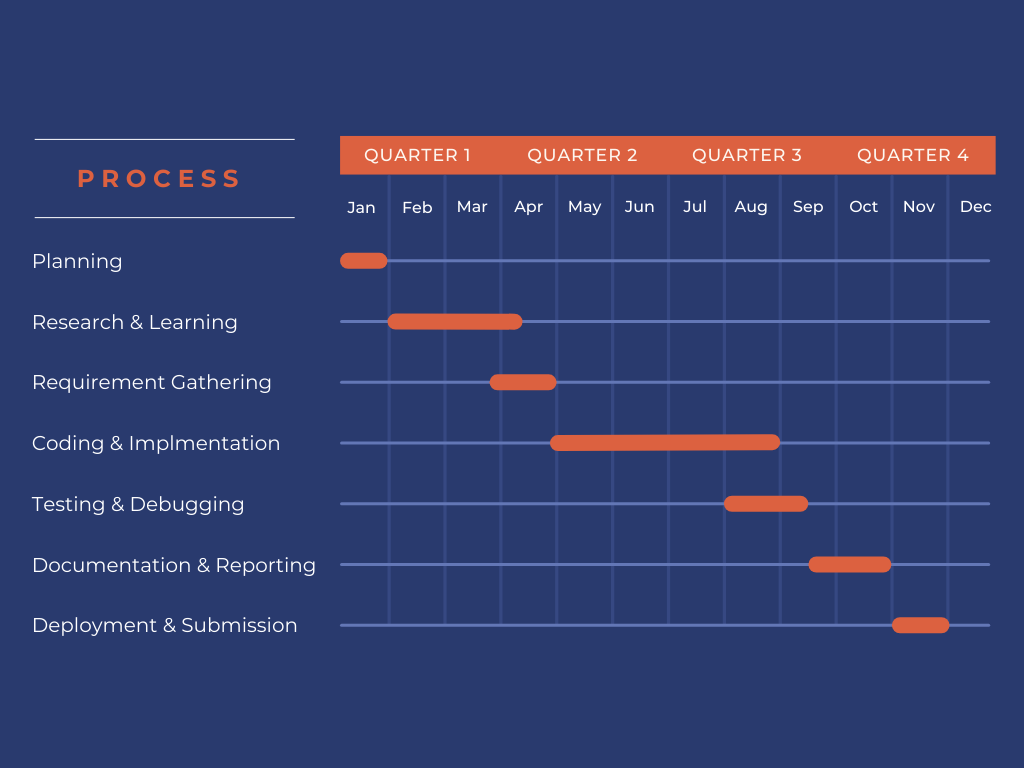 PROCESS
QUARTER 1 QUARTER 2 QUARTER 3 QUARTER 4
Jan Feb Mar Apr May Jun Jul Aug Sep Oct Nov Dec
Planning
Research & Learning
Requirement Gathering
Coding & Implmentation
Testing & Debugging
Documentation & Reporting
Deployment & Submission